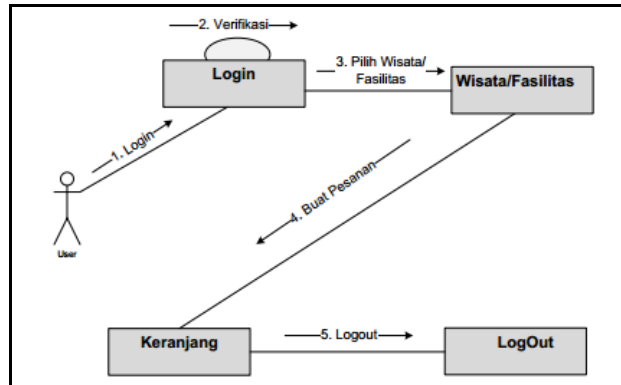 2. Verifikasi
Login
3. Pilih Wisata/
Fasilitas
Wisata/Fasilitas
1. Login
4. Buat Pesanan
User
Keranjang
5. Logout
LogOut